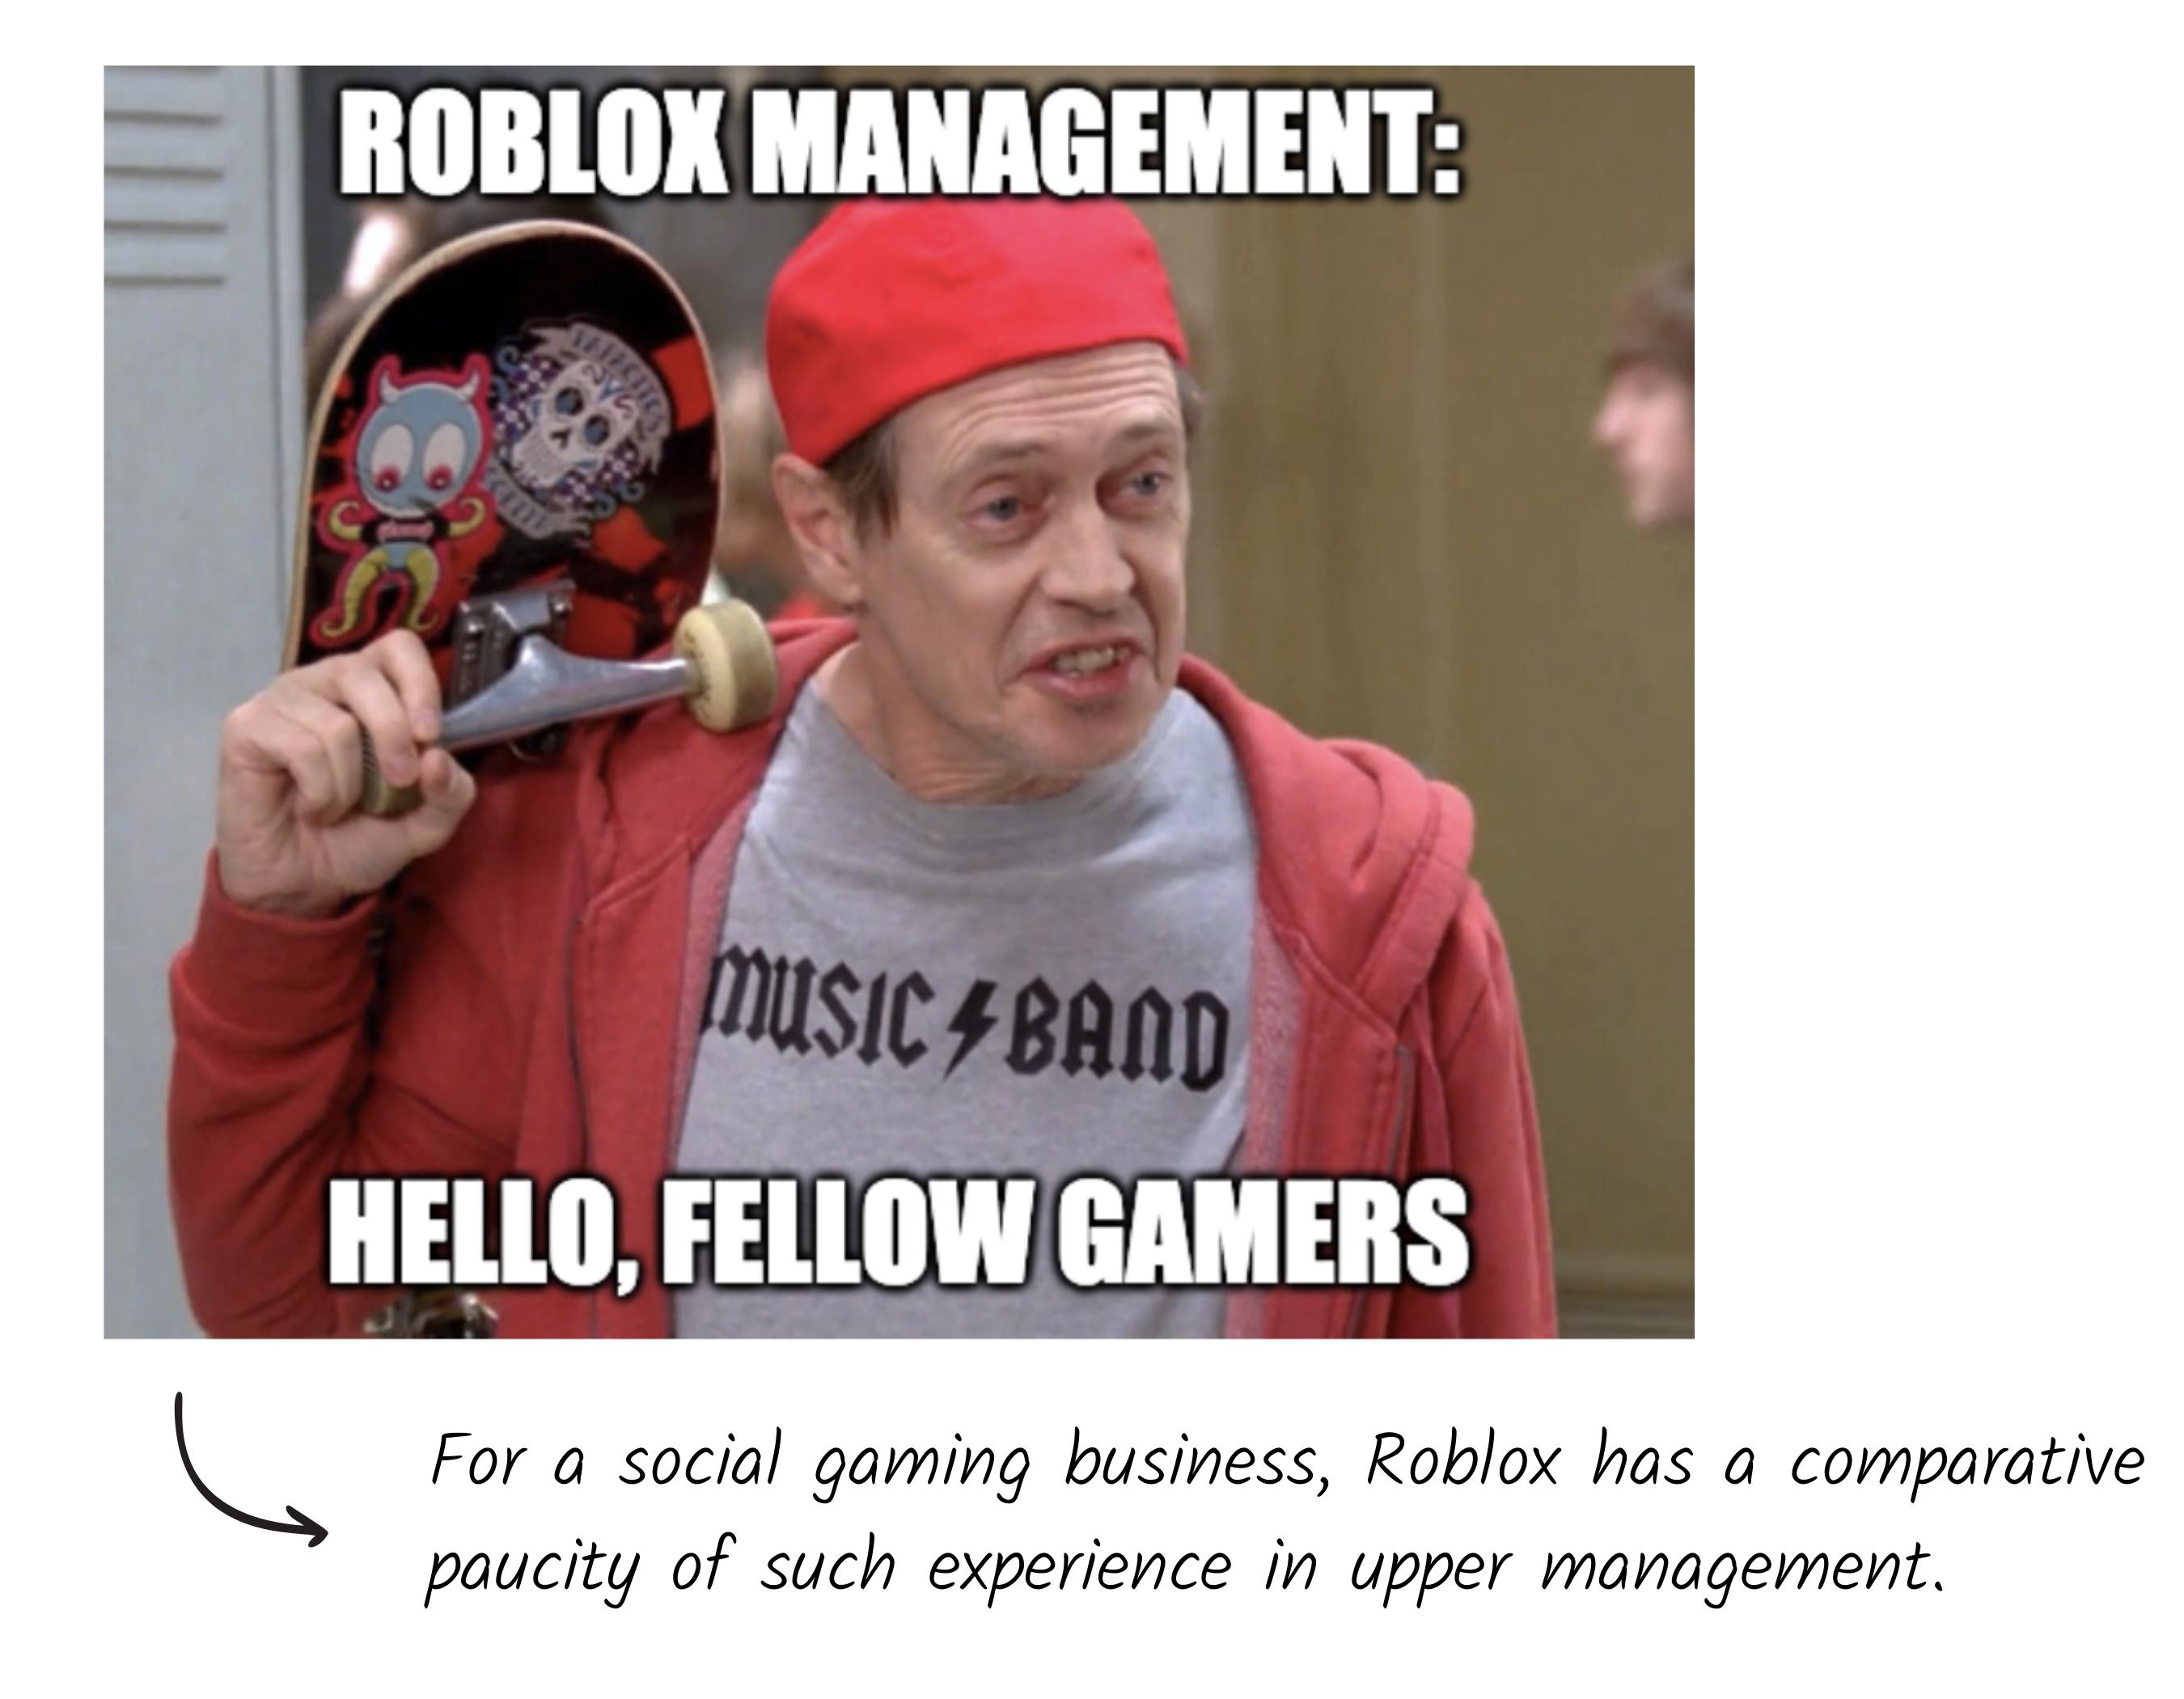 ROBLOX MANAGEMENT:
MUSIC BAND
HELLO, FELLOW GAMERS
For a social gaming business, Roblox has a comparative
paucity of such experience in upper management.